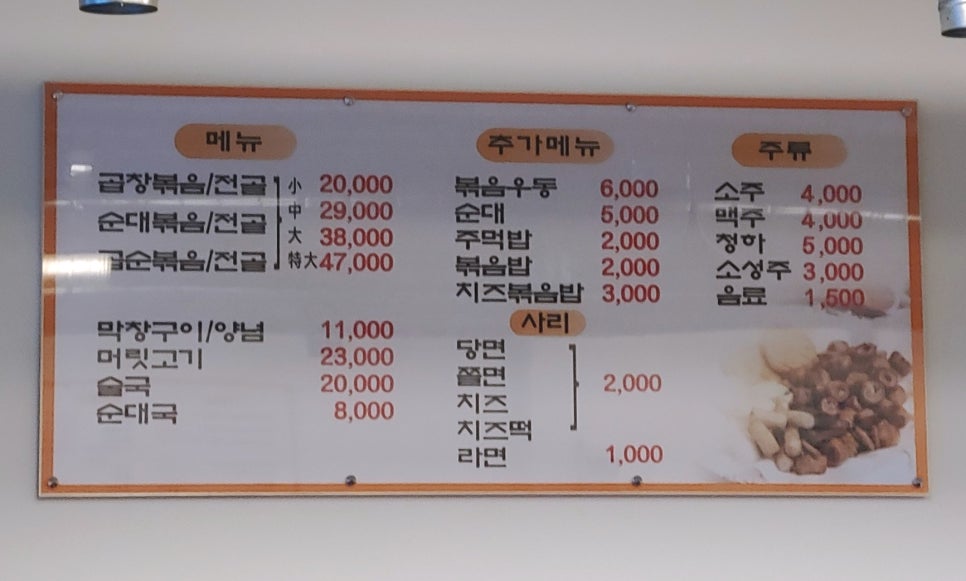 메뉴
곱창볶음/전골
순대볶음/전골
곱순볶음/전골
小 20,000
中 29,000
大 38,000
特大 47,000
막창구이/양념 11,000
머릿고기 23,000
술국 20,000
순대국 8,000
추가메뉴
볶음우동 6,000
순대 5,000
주먹밥 2,000
볶음밥 2,000
치즈볶음밥 3,000
사리
당면
쫄면
치즈
치즈떡
2,000
라면 1,000
주류
소주 4,000
맥주 4,000
청하 5,000
소성주 3,000
음료 1,500